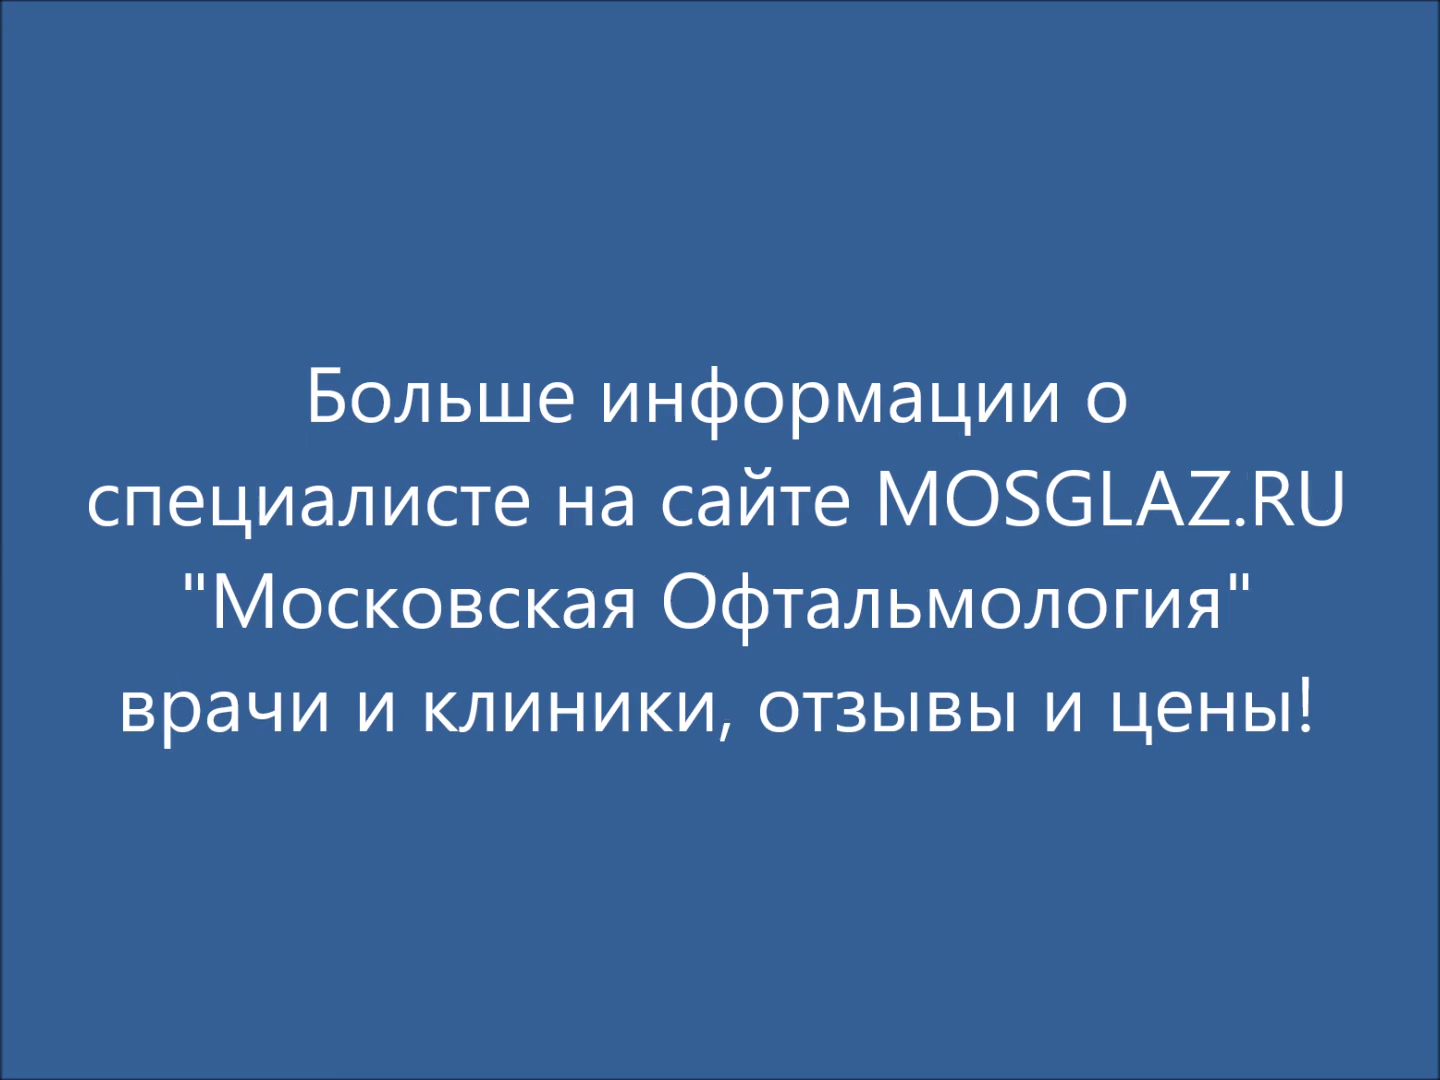 Больше информации о
специалисте на сайте MOSGLAZ.RU
"Московская Офтальмология"
врачи и клиники, отзывы и цены!